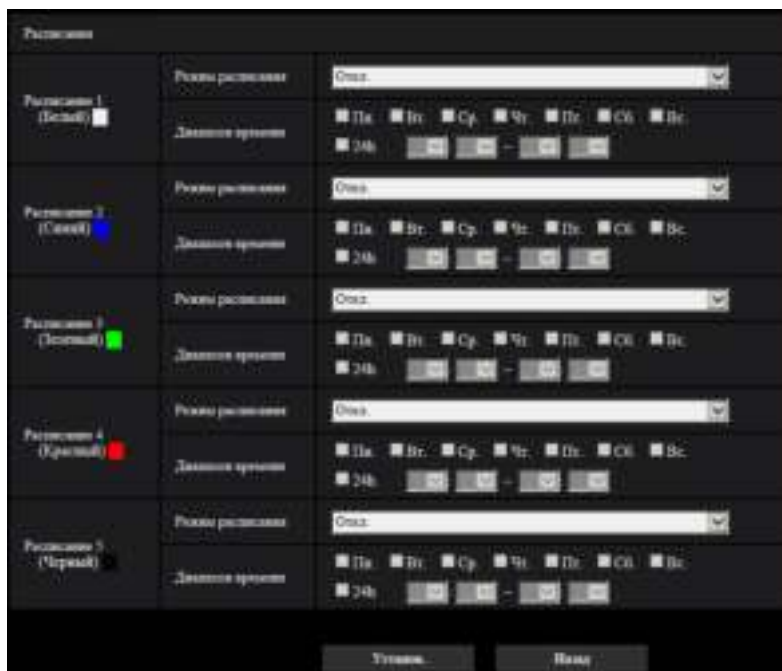 Расписания
Расписание 1
(Белый)
Режим расписания
Откл.
Диапазон времени
Пн. Вт. Ср. Чт. Пт. Сб. Вс.
24h –
Расписание 2
(Синий)
Режим расписания
Откл.
Диапазон времени
Пн. Вт. Ср. Чт. Пт. Сб. Вс.
24h –
Расписание 3
(Зеленый)
Режим расписания
Откл.
Диапазон времени
Пн. Вт. Ср. Чт. Пт. Сб. Вс.
24h –
Расписание 4
(Красный)
Режим расписания
Откл.
Диапазон времени
Пн. Вт. Ср. Чт. Пт. Сб. Вс.
24h –
Расписание 5
(Черный)
Режим расписания
Откл.
Диапазон времени
Пн. Вт. Ср. Чт. Пт. Сб. Вс.
24h –
Установ. Назад